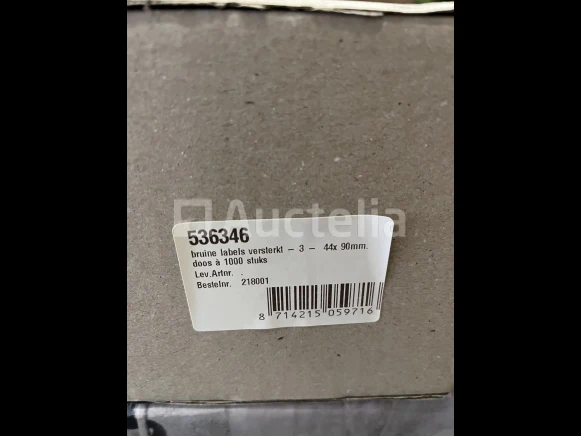 Auctelia
536346
bruine labels versterkt - 3 - 44x 90mm.
doos à 1000 stuks
Lev.Artnr. .
Bestelnr. 218001
8 714215 059716